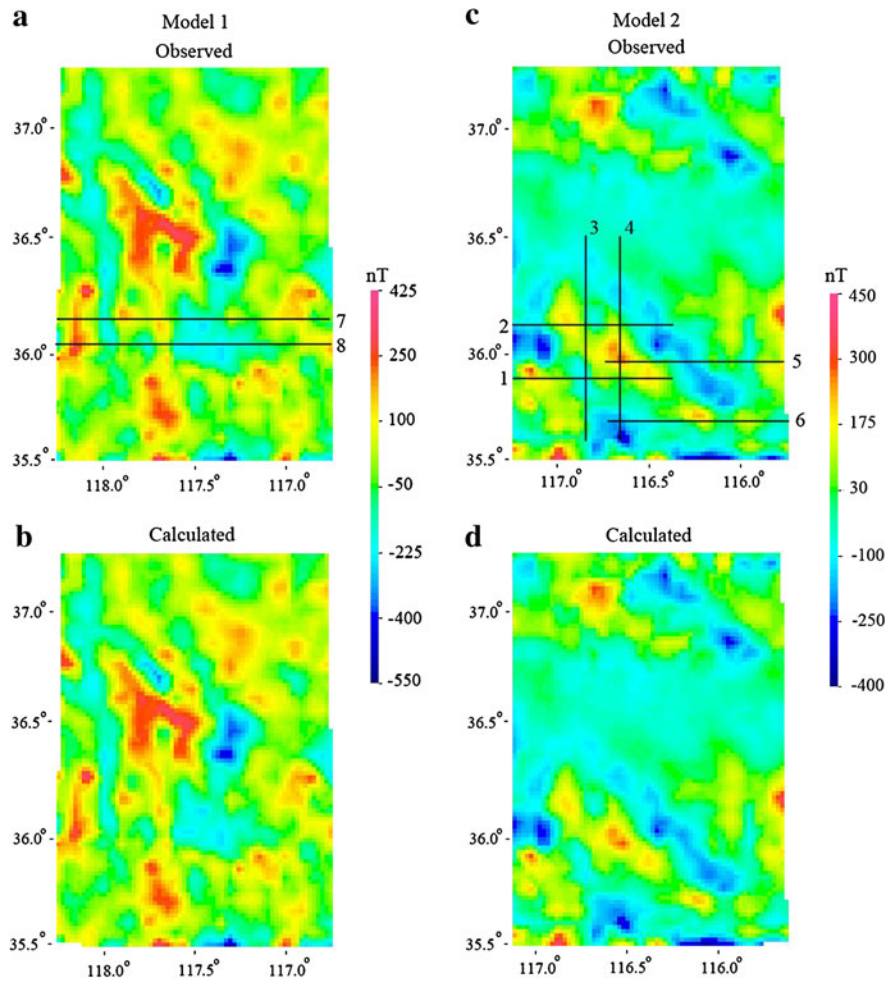 a
Model 1
Observed
37.0°
36.5°
36.0°
35.5°
7
8
118.0° 117.5° 117.0°
nT
425
250
100
-50
-225
-400
-550
b
Calculated
37.0°
36.5°
36.0°
35.5°
118.0° 117.5° 117.0°
c
Model 2
Observed
37.0°
36.5°
36.0°
35.5°
3 4
2
1
5
6
117.0° 116.5° 116.0°
nT
450
300
175
30
-100
-250
-400
d
Calculated
37.0°
36.5°
36.0°
35.5°
117.0° 116.5° 116.0°